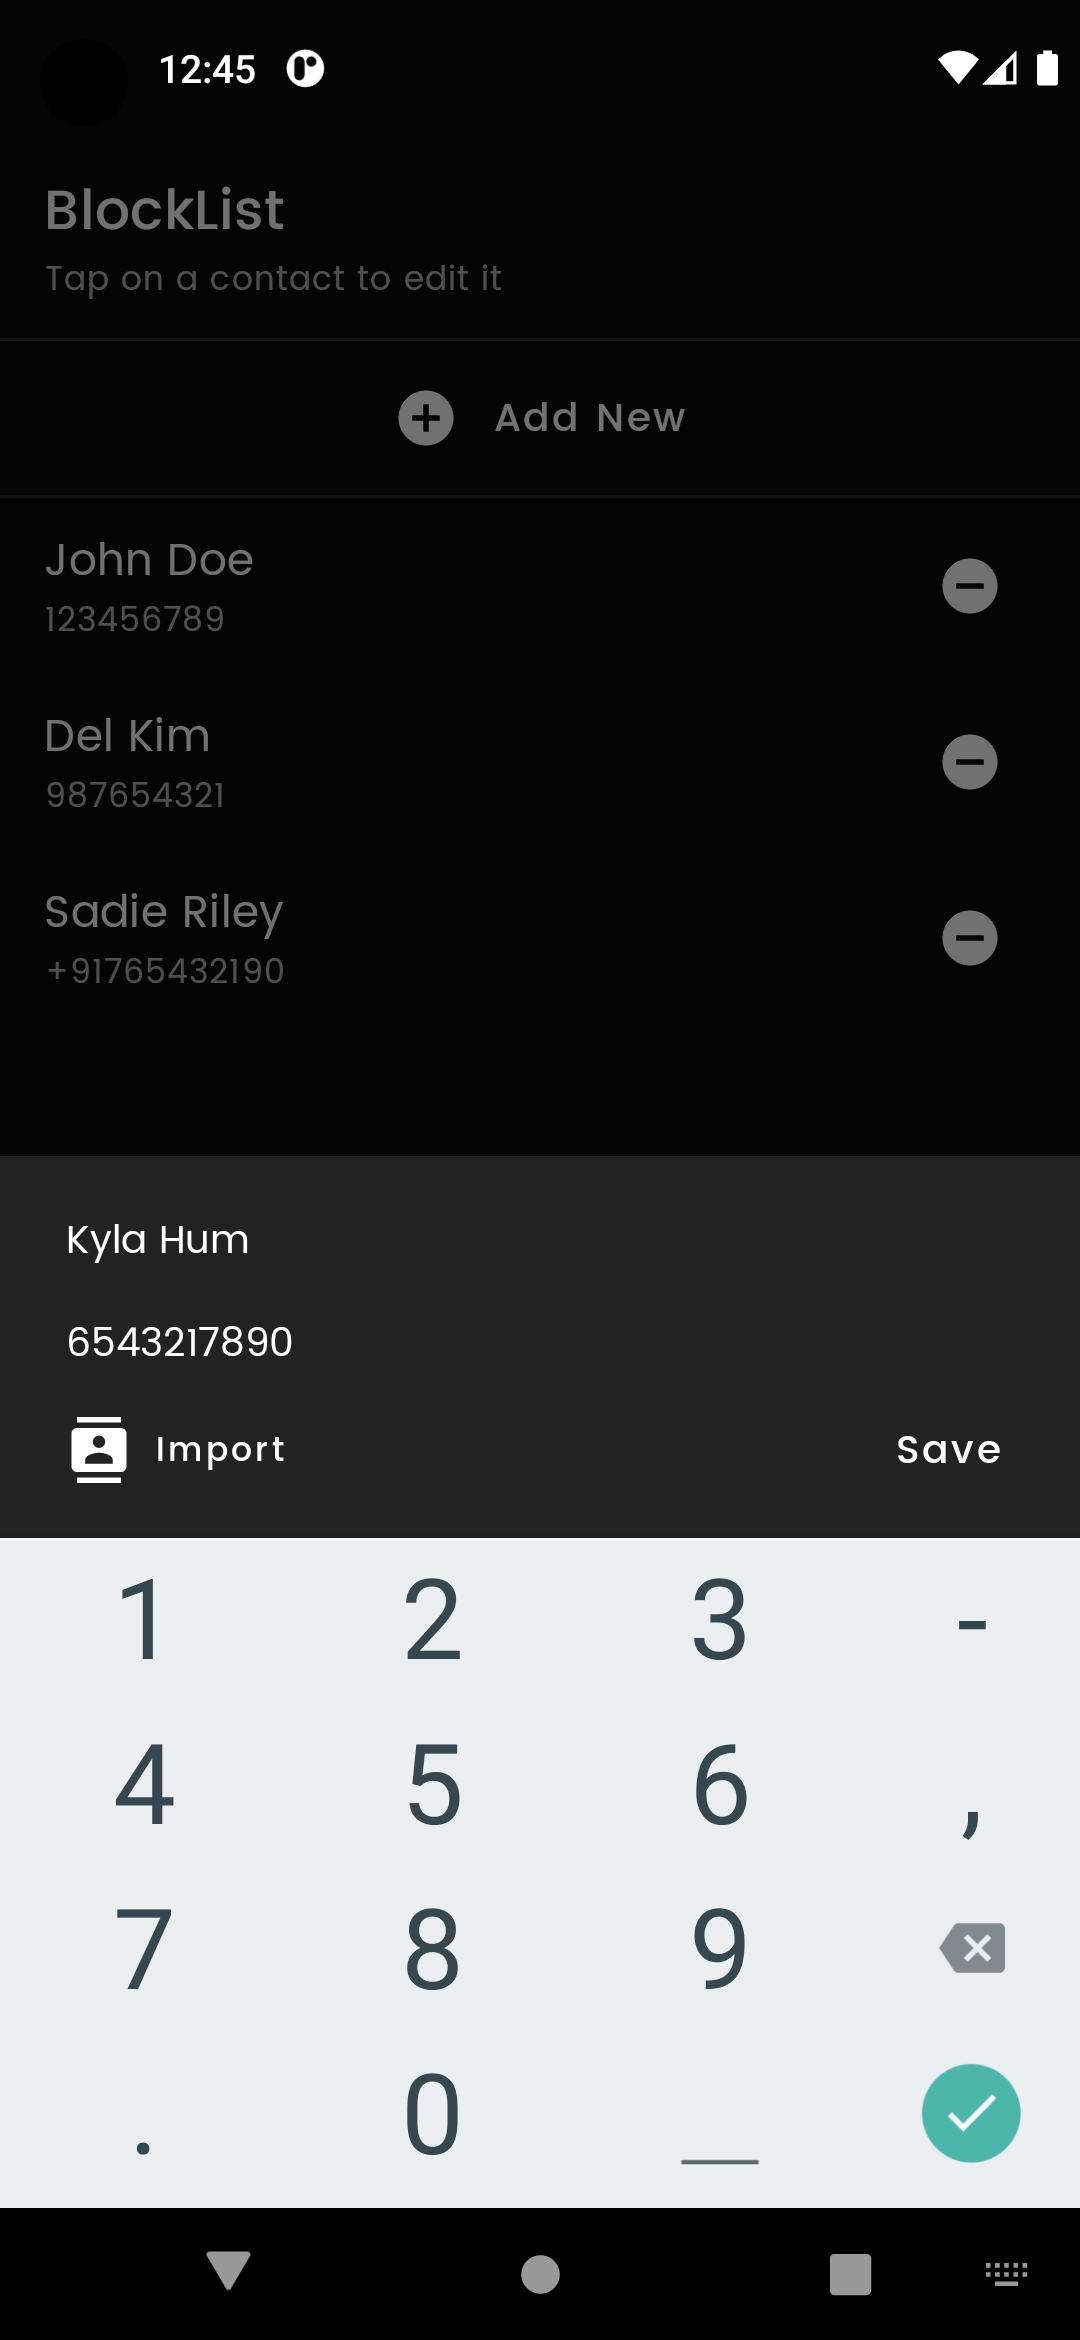 12:45
BlockList
Tap on a contact to edit it
Add New
John Doe
123456789
Del Kim
987654321
Sadie Riley
+91765432190
Kyla Hum
6543217890
Import
Save
1 2 3 -
4 5 6 ,
7 8 9
. 0 _